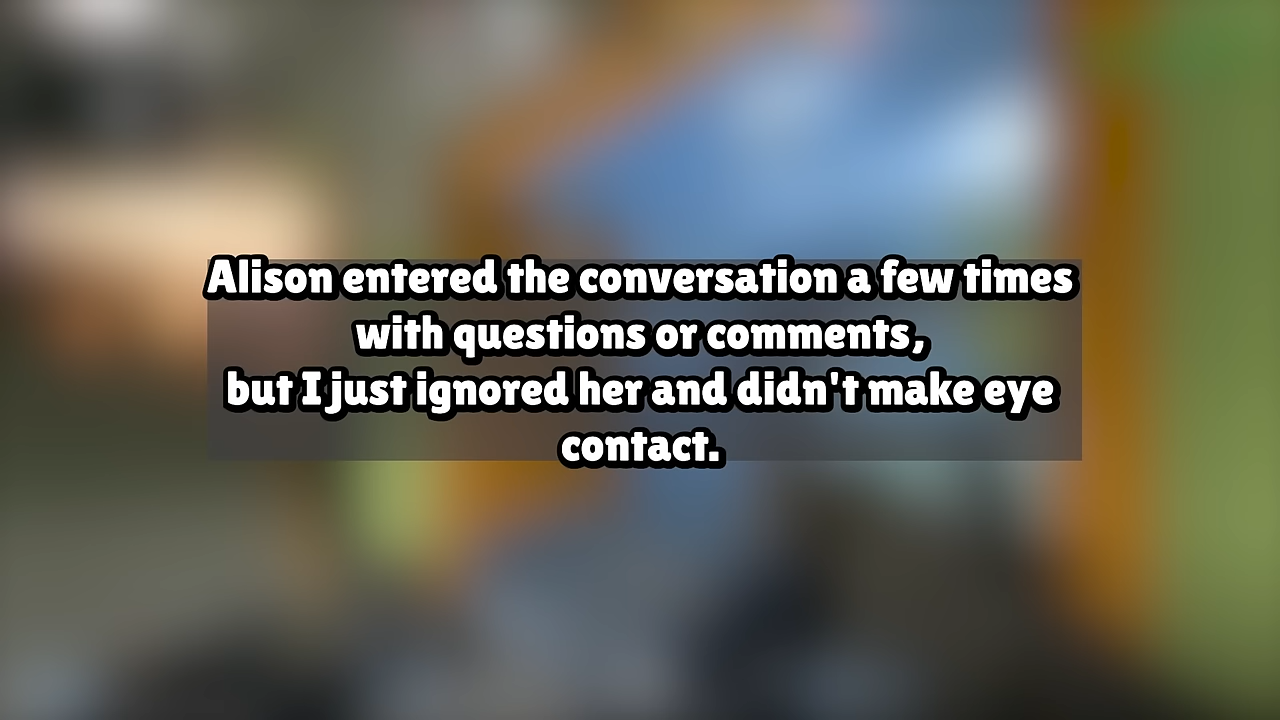 Alison entered the conversation a few times
with questions or comments,
but I just ignored her and didn't make eye
contact.